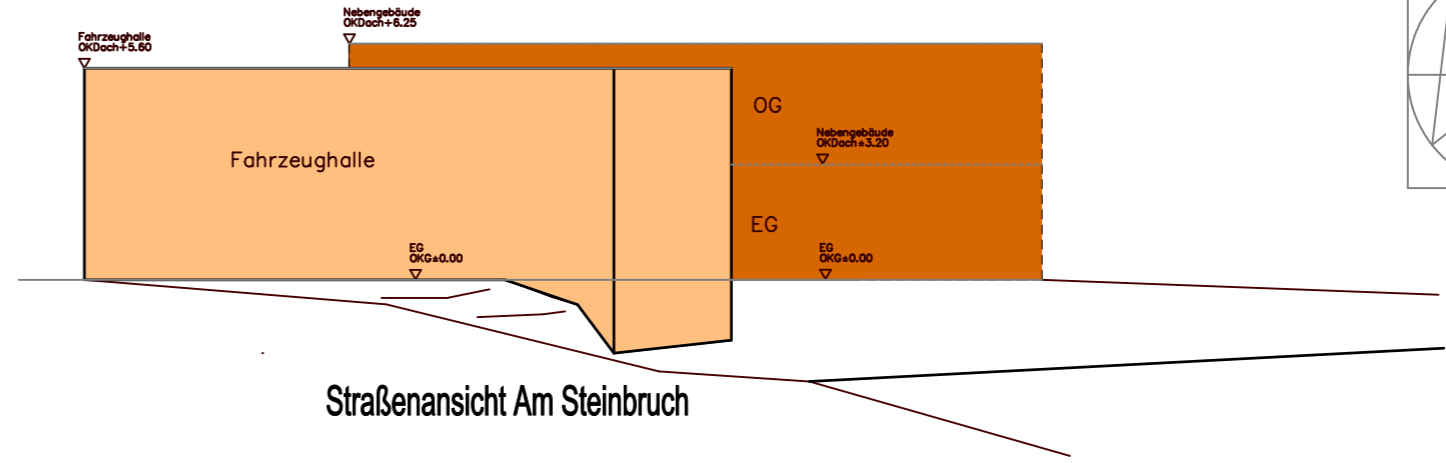 Nebengebäude
OKDach+6.25
Fahrzeughalle
OKDach+5.60
OG
Nebengebäude
OKDach±3.20
Fahrzeughalle
EG
EG
OKG±0.00
EG
OKG±0.00
Straßenansicht Am Steinbruch